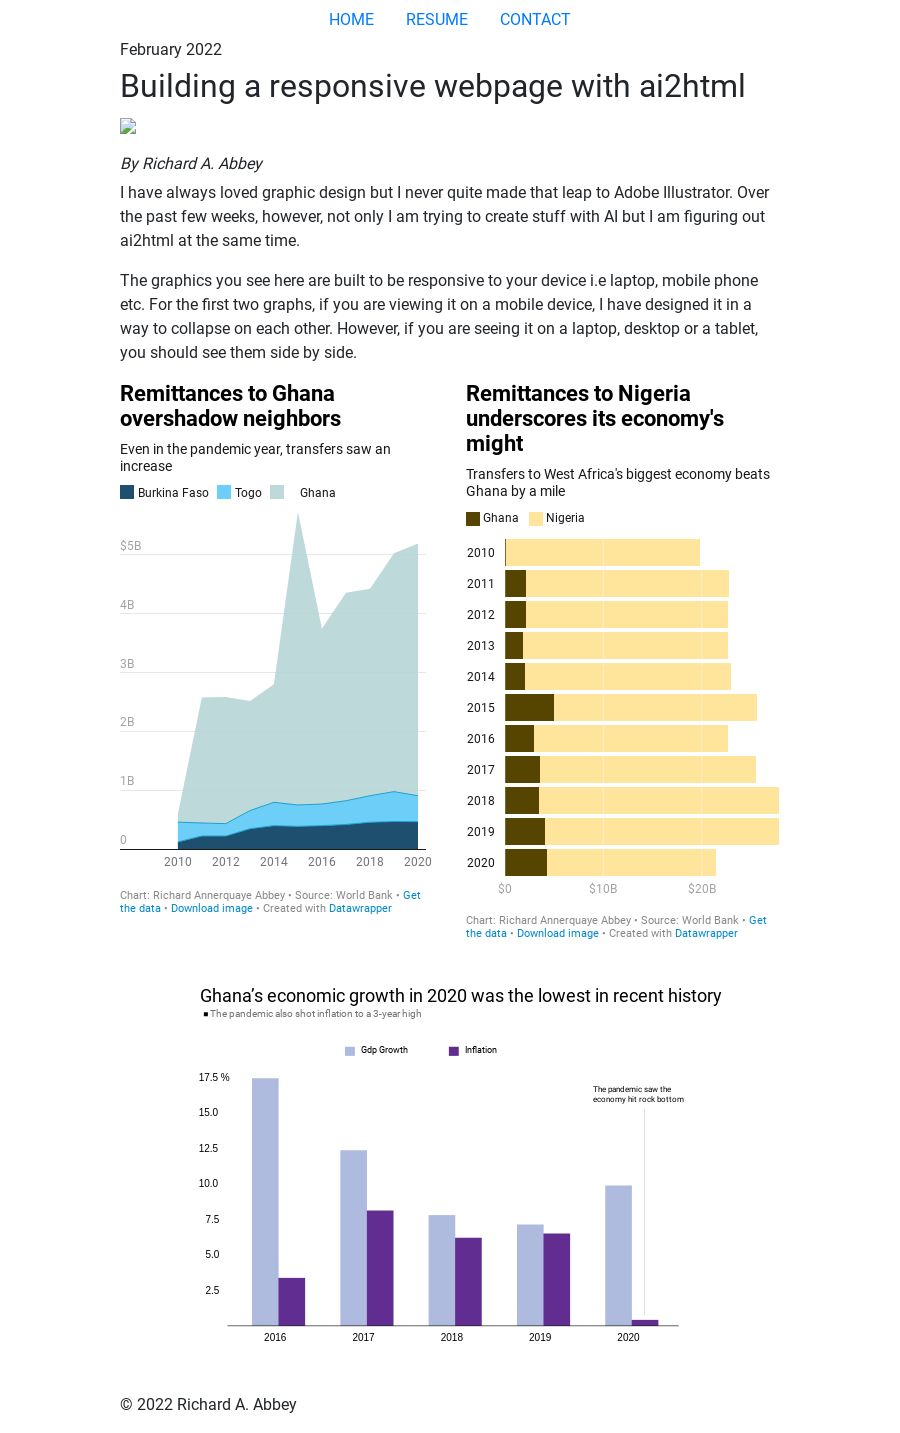 HOME RESUME CONTACT
February 2022
Building a responsive webpage with ai2html
By Richard A. Abbey
I have always loved graphic design but I never quite made that leap to Adobe Illustrator. Over
the past few weeks, however, not only I am trying to create stuff with AI but I am figuring out
ai2html at the same time.
The graphics you see here are built to be responsive to your device i.e laptop, mobile phone
etc. For the first two graphs, if you are viewing it on a mobile device, I have designed it in a
way to collapse on each other. However, if you are seeing it on a laptop, desktop or a tablet,
you should see them side by side.
Remittances to Ghana
overshadow neighbors
Even in the pandemic year, transfers saw an
increase
Burkina Faso Togo Ghana
$5B
4B
3B
2B
1B
0
2010 2012 2014 2016 2018 2020
Chart: Richard Annerquaye Abbey • Source: World Bank • Get
the data • Download image • Created with Datawrapper
Remittances to Nigeria
underscores its economy's
might
Transfers to West Africa's biggest economy beats
Ghana by a mile
Ghana Nigeria
2010
2011
2012
2013
2014
2015
2016
2017
2018
2019
2020
$0 $10B $20B
Chart: Richard Annerquaye Abbey • Source: World Bank • Get
the data • Download image • Created with Datawrapper
Ghana’s economic growth in 2020 was the lowest in recent history
■ The pandemic also shot inflation to a 3-year high
Gdp Growth Inflation
17.5 %
15.0
12.5
10.0
7.5
5.0
2.5
The pandemic saw the
economy hit rock bottom
2016 2017 2018 2019 2020
© 2022 Richard A. Abbey